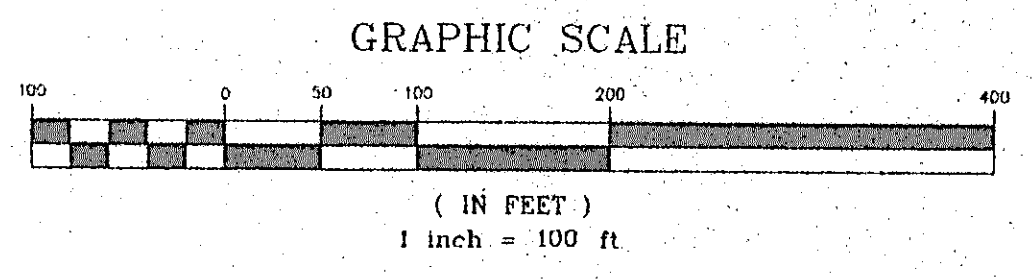 GRAPHIC SCALE
100 0 50 100 200 400
( IN FEET )
1 inch = 100 ft